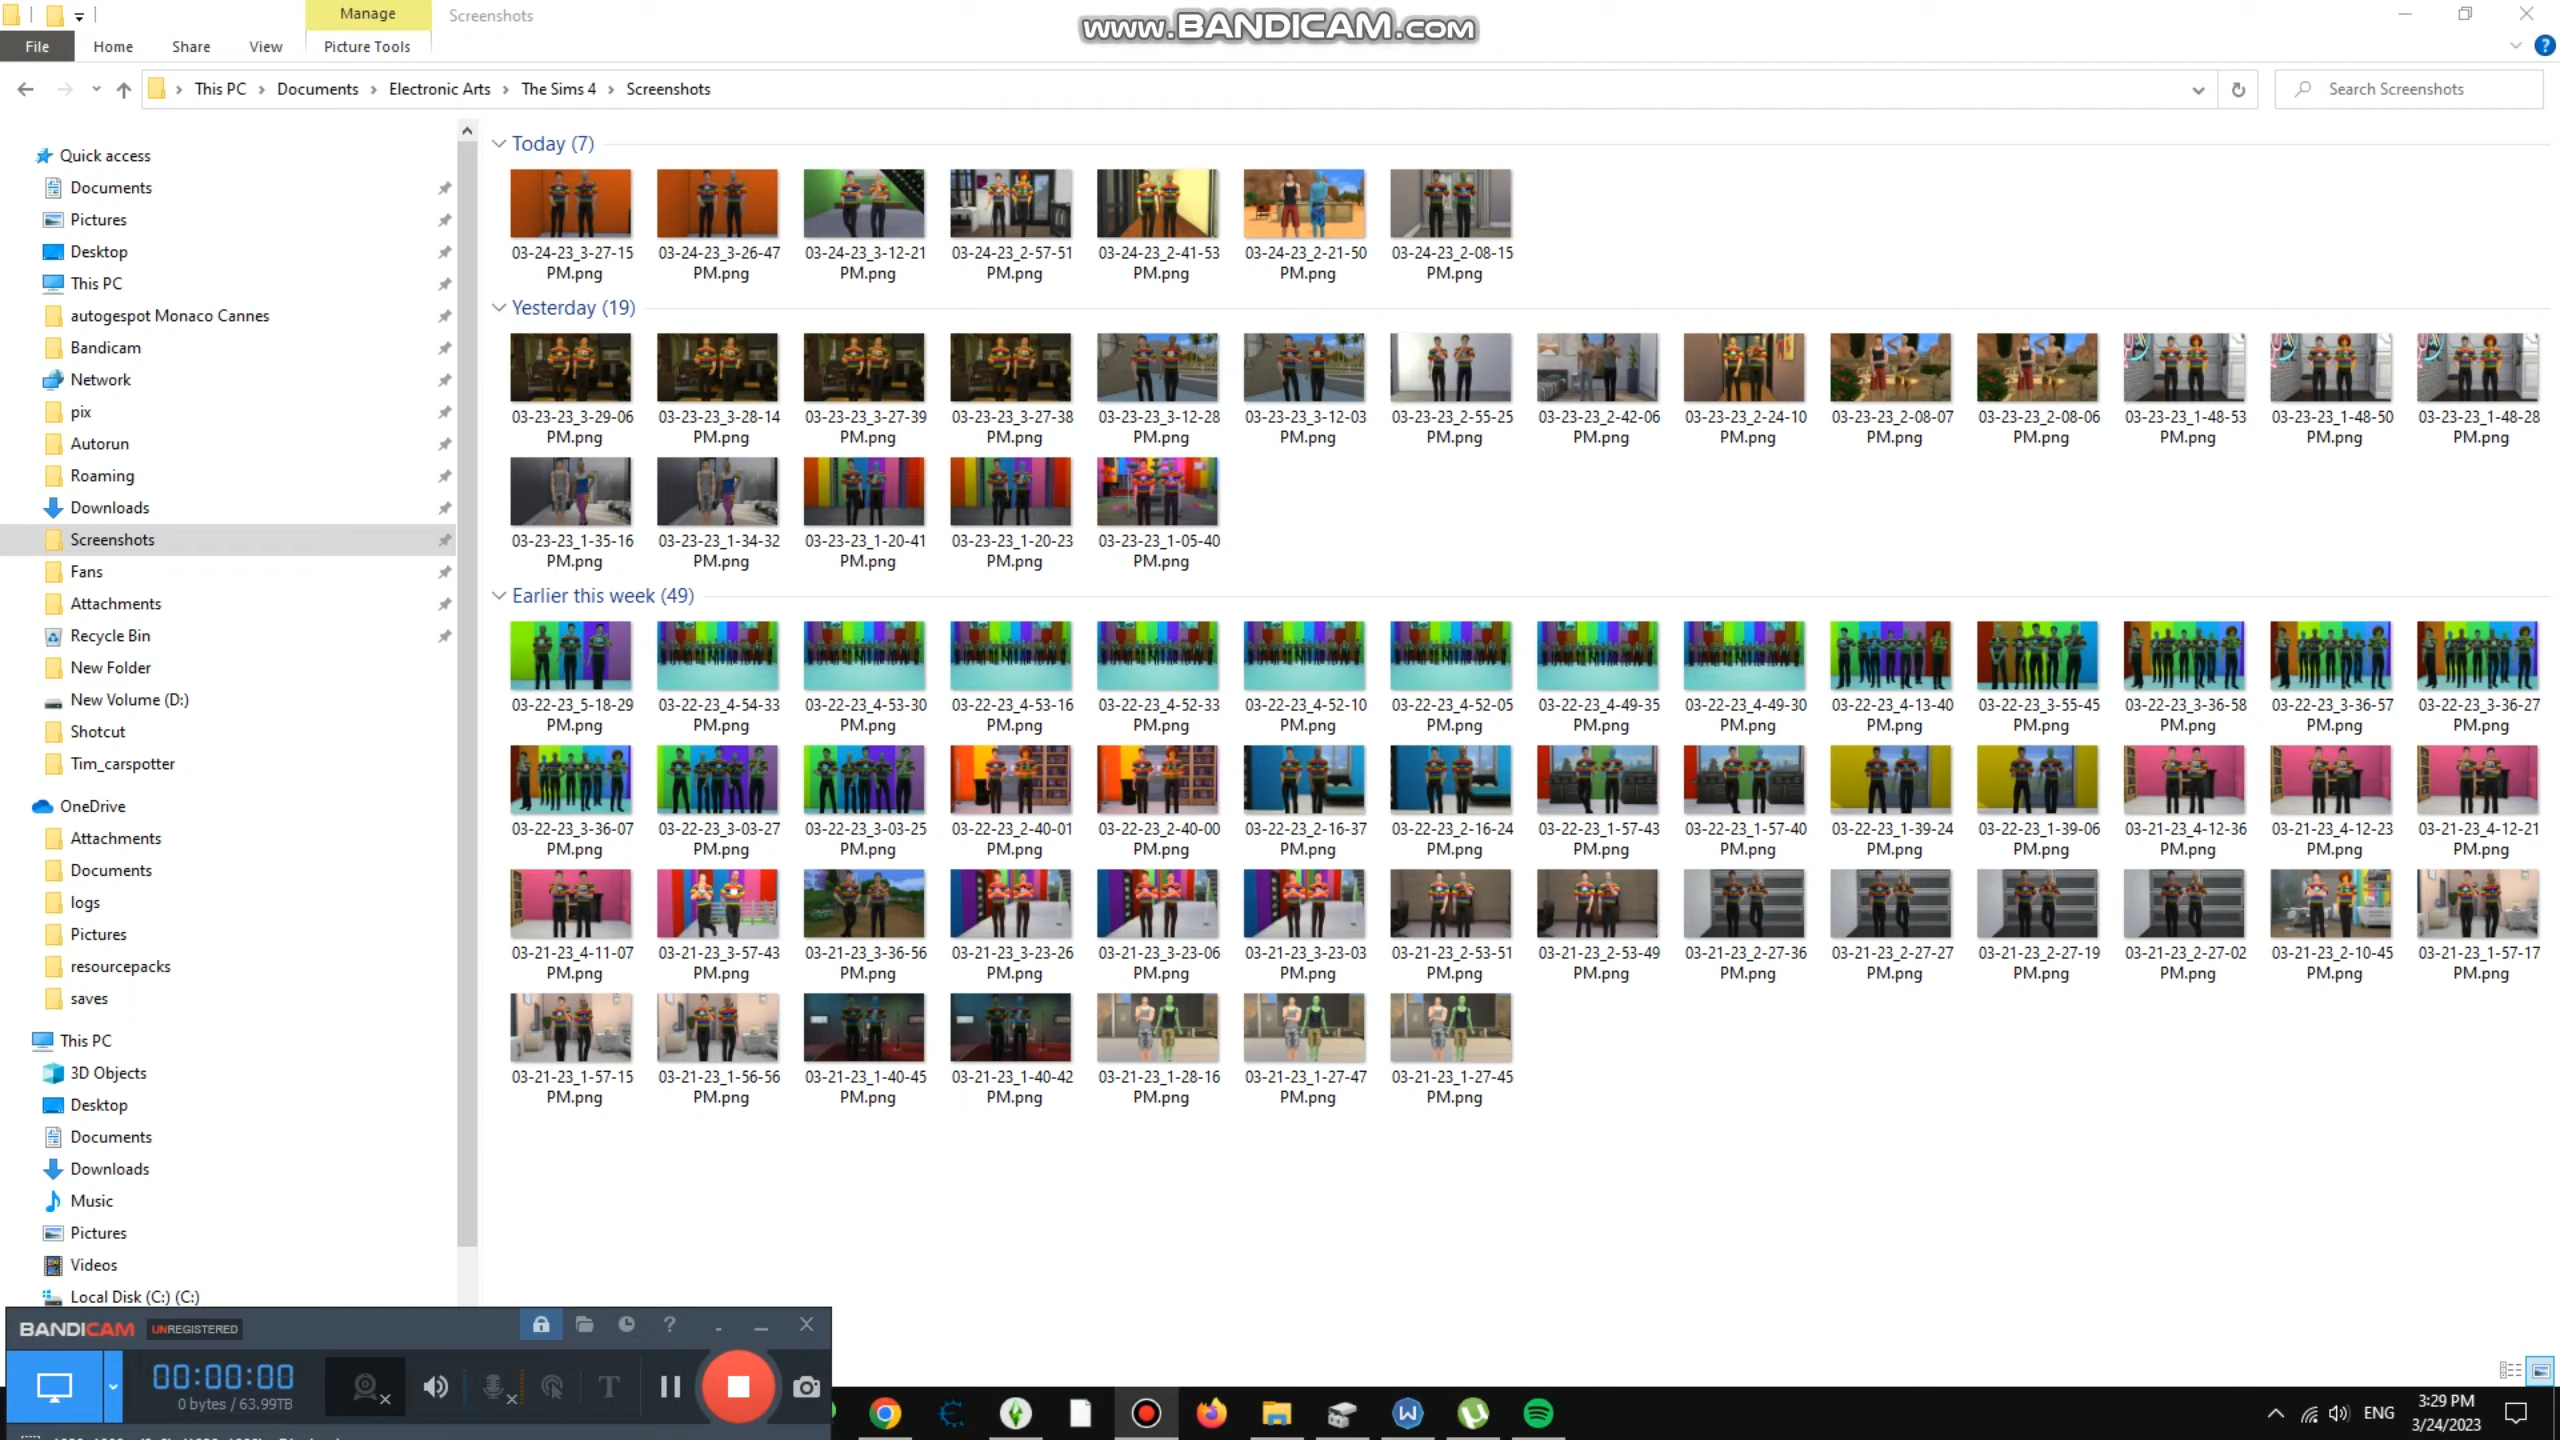 Manage
Screenshots
www.BANDICAM.com
File
Home
Share
View
Picture Tools
?
This PC
Documents
Electronic Arts
The Sims 4
Screenshots
Search Screenshots
Quick access
Documents
Pictures
Desktop
This PC
autogespot Monaco Cannes
Bandicam
Network
pix
Autorun
Roaming
Downloads
Screenshots
Fans
Attachments
Recycle Bin
New Folder
New Volume (D:)
Shotcut
Tim_carspotter
OneDrive
Attachments
Documents
logs
Pictures
resourcepacks
saves
This PC
3D Objects
Desktop
Documents
Downloads
Music
Pictures
Videos
Local Disk (C:) (C:)
Today (7)
03-24-23_3-27-15 PM.png
03-24-23_3-26-47 PM.png
03-24-23_3-12-21 PM.png
03-24-23_2-57-51 PM.png
03-24-23_2-41-53 PM.png
03-24-23_2-21-50 PM.png
03-24-23_2-08-15 PM.png
Yesterday (19)
03-23-23_3-29-06 PM.png
03-23-23_3-28-14 PM.png
03-23-23_3-27-39 PM.png
03-23-23_3-27-38 PM.png
03-23-23_3-12-28 PM.png
03-23-23_3-12-03 PM.png
03-23-23_2-55-25 PM.png
03-23-23_2-42-06 PM.png
03-23-23_2-24-10 PM.png
03-23-23_2-08-07 PM.png
03-23-23_2-08-06 PM.png
03-23-23_1-48-53 PM.png
03-23-23_1-48-50 PM.png
03-23-23_1-48-28 PM.png
03-23-23_1-35-16 PM.png
03-23-23_1-34-32 PM.png
03-23-23_1-20-41 PM.png
03-23-23_1-20-23 PM.png
03-23-23_1-05-40 PM.png
Earlier this week (49)
03-22-23_5-18-29 PM.png
03-22-23_4-54-33 PM.png
03-22-23_4-53-30 PM.png
03-22-23_4-53-16 PM.png
03-22-23_4-52-33 PM.png
03-22-23_4-52-10 PM.png
03-22-23_4-52-05 PM.png
03-22-23_4-49-35 PM.png
03-22-23_4-49-30 PM.png
03-22-23_4-13-40 PM.png
03-22-23_3-55-45 PM.png
03-22-23_3-36-58 PM.png
03-22-23_3-36-57 PM.png
03-22-23_3-36-27 PM.png
03-22-23_3-36-07 PM.png
03-22-23_3-03-27 PM.png
03-22-23_3-03-25 PM.png
03-22-23_2-40-01 PM.png
03-22-23_2-40-00 PM.png
03-22-23_2-16-37 PM.png
03-22-23_2-16-24 PM.png
03-22-23_1-57-43 PM.png
03-22-23_1-57-40 PM.png
03-22-23_1-39-24 PM.png
03-22-23_1-39-06 PM.png
03-21-23_4-12-36 PM.png
03-21-23_4-12-23 PM.png
03-21-23_4-12-21 PM.png
03-21-23_4-11-07 PM.png
03-21-23_3-57-43 PM.png
03-21-23_3-36-56 PM.png
03-21-23_3-23-26 PM.png
03-21-23_3-23-06 PM.png
03-21-23_3-23-03 PM.png
03-21-23_2-53-51 PM.png
03-21-23_2-53-49 PM.png
03-21-23_2-27-36 PM.png
03-21-23_2-27-27 PM.png
03-21-23_2-27-19 PM.png
03-21-23_2-27-02 PM.png
03-21-23_2-10-45 PM.png
03-21-23_1-57-17 PM.png
03-21-23_1-57-15 PM.png
03-21-23_1-56-56 PM.png
03-21-23_1-40-45 PM.png
03-21-23_1-40-42 PM.png
03-21-23_1-28-16 PM.png
03-21-23_1-27-47 PM.png
03-21-23_1-27-45 PM.png
BANDICAM UNREGISTERED
?
00:00:00
0 bytes / 63.99TB
T
ENG
3:29 PM
3/24/2023